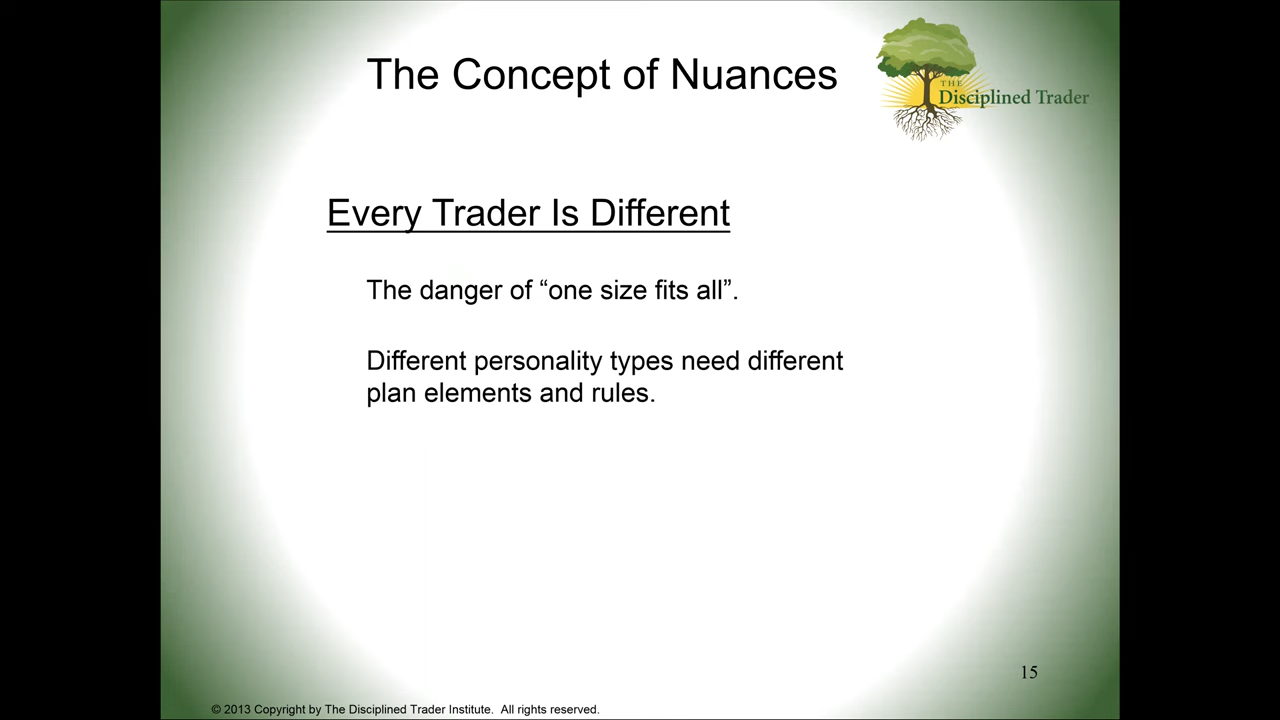 The Concept of Nuances
THE
Disciplined Trader
Every Trader Is Different
The danger of “one size fits all”.
Different personality types need different
plan elements and rules.
15
© 2013 Copyright by The Disciplined Trader Institute.  All rights reserved.